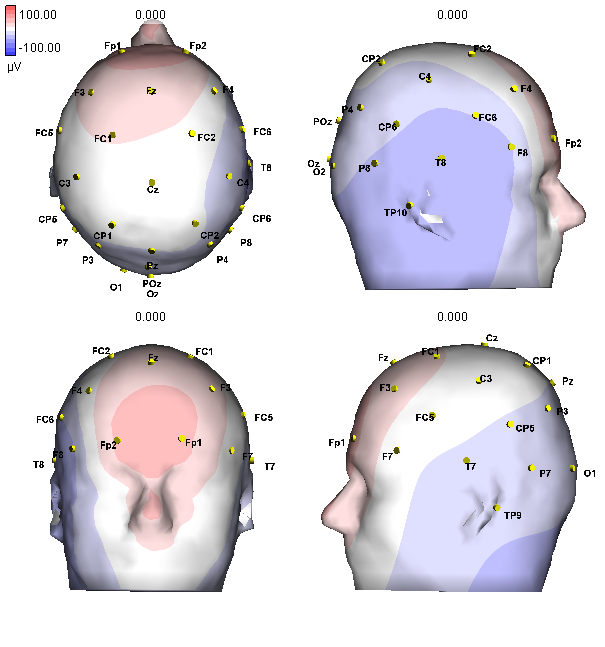 100.00
-100.00
µV
0.000
Fp1 Fp2
F3 Fz F4
FC5 FC1 FC2 FC6
T8
C3 Cz C4
CP5 CP1 CP2 CP6
P7 P3 Pz P4 P8
O1 POz
Oz
0.000
CP2 C4 FC2
F4
P4 POz CP6 FC6 Fp2
Oz O2 P8 T8 F8
TP10
0.000
FC2 Fz FC1
F4 F3
FC6 FC5
Fp2 Fp1
T8 F8 F7 T7
0.000
Cz
Fz FC1 CP1
F3 C3 Pz
FC5 P3
Fp1 CP5
F7 T7 P7 O1
TP9